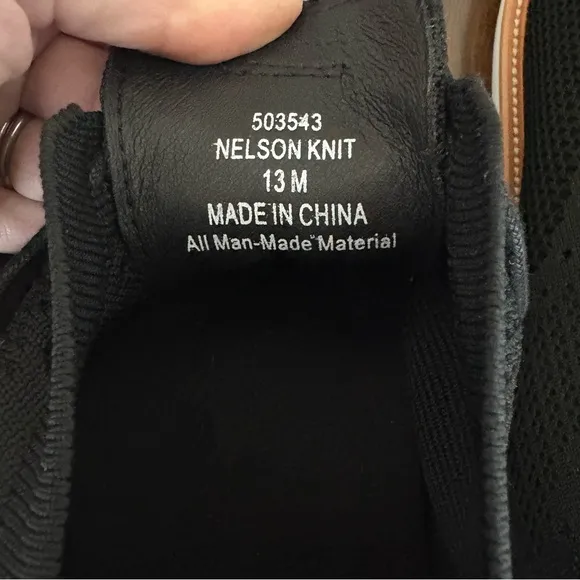 503543
NELSON KNIT
13 M
MADE IN CHINA
All Man-Made Material